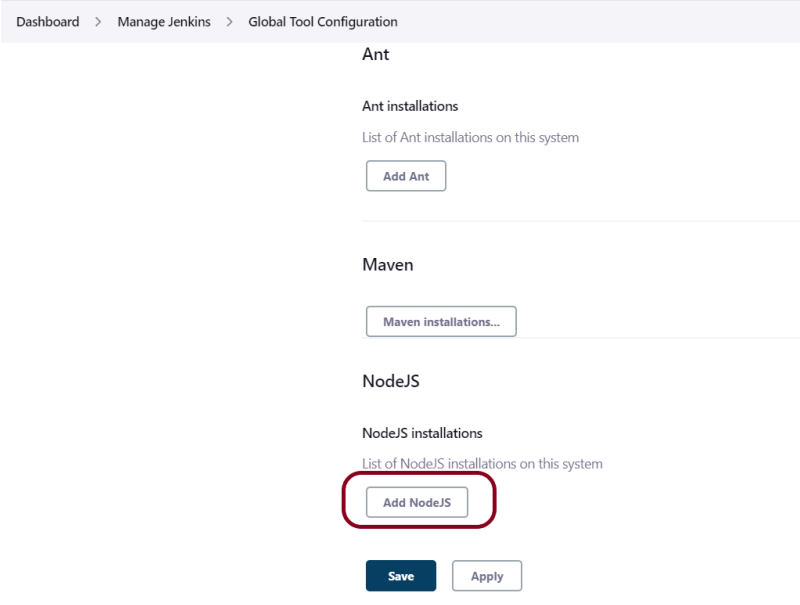 Dashboard > Manage Jenkins > Global Tool Configuration
Ant
Ant installations
List of Ant installations on this system
Add Ant
Maven
Maven installations...
NodeJS
NodeJS installations
List of NodeJS installations on this system
Add NodeJS
Save Apply